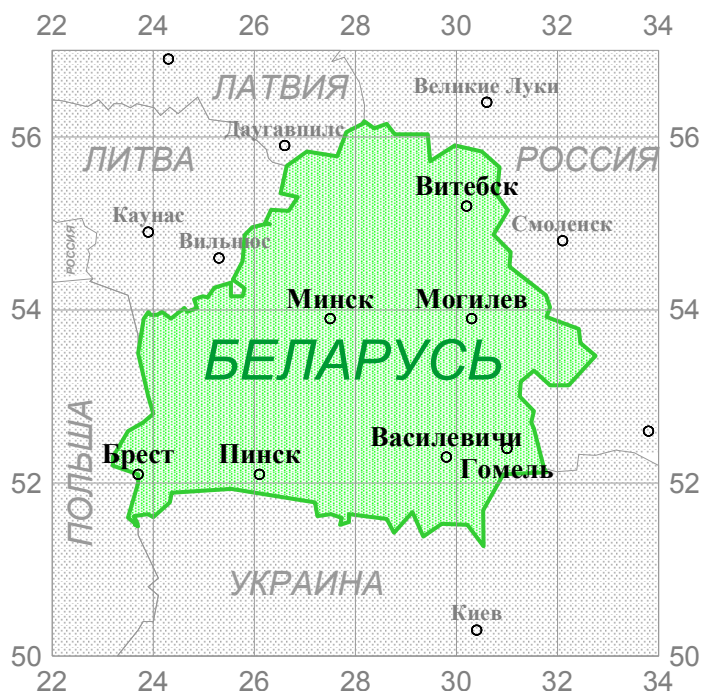 22 24 26 28 30 32 34
ЛАТВИЯ
Великие Луки
Даугавпилс
56 56
ЛИТВА
РОССИЯ
Витебск
Каунас
Смоленск
Вильнюс
РОССИЯ
Минск
Могилев
54 54
БЕЛАРУСЬ
ПОЛЬША
Василевичи
Брест
Пинск
Гомель
52 52
УКРАИНА
Киев
50 50
22 24 26 28 30 32 34